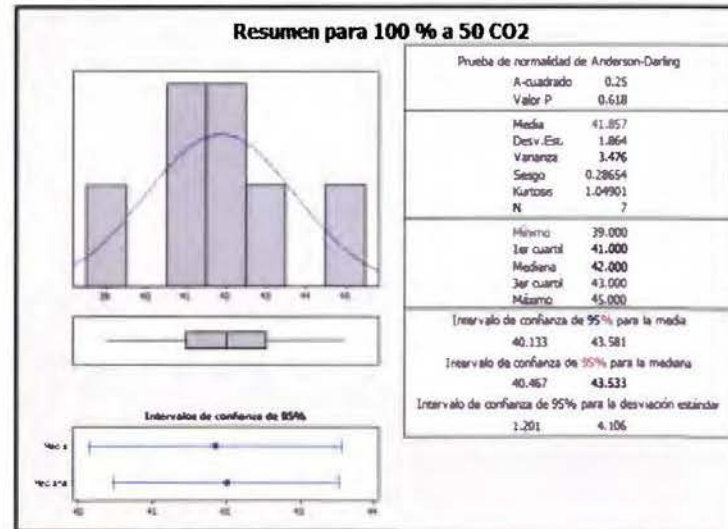 Resumen para 100 % a 50 CO2
Prueba de normalidad de Anderson-Darling
A-cuadrado 0.25
Valor P 0.618
Media 41.857
Desv.Est. 1.864
Varianza 3.476
Sesgo 0.28654
Kurtosis 1.04901
N 7
Mínimo 39.000
1er cuartil 41.000
Mediana 42.000
3er cuartil 43.000
Máximo 45.000
Intervalo de confianza de 95% para la media
40.133 43.581
Intervalo de confianza de 95% para la mediana
40.467 43.533
Intervalo de confianza de 95% para la desviación estándar
1.201 4.106
39 40 41 42 43 44 45
Intervalos de confianza de 95%
Media
Mediana
40 41 42 43 44